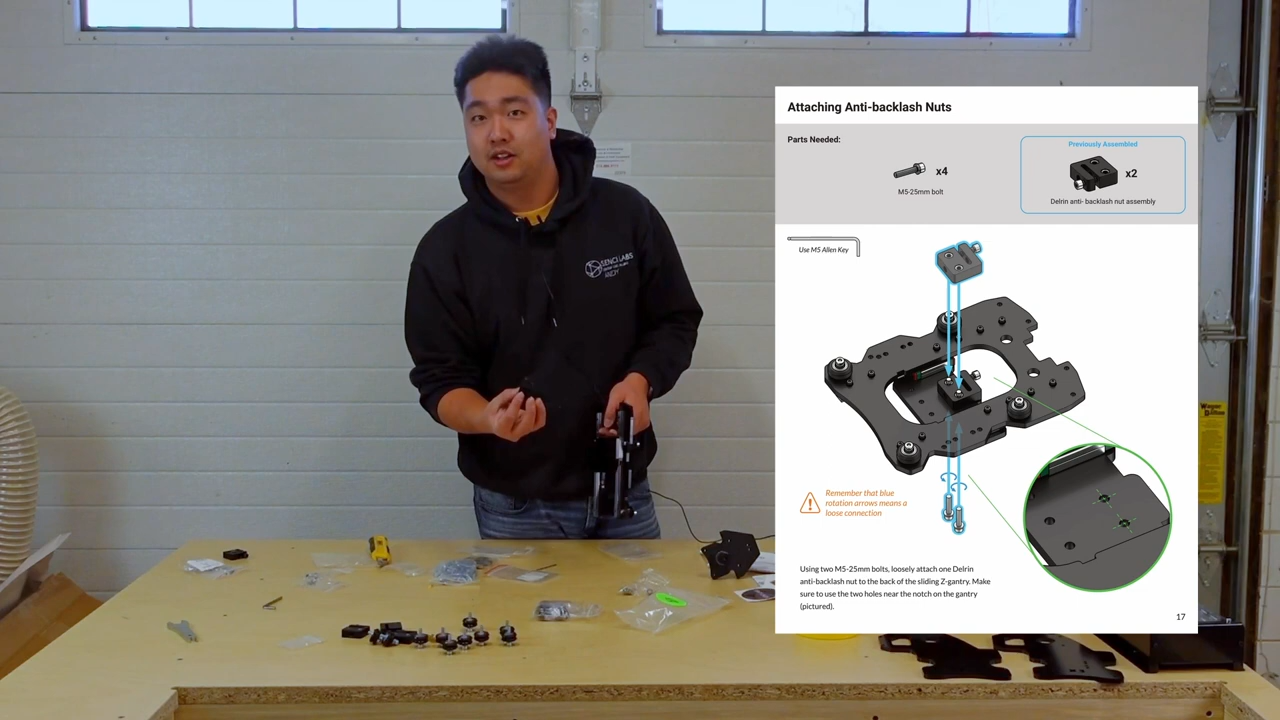 SENCI LABS
ANDY
Attaching Anti-backlash Nuts
Parts Needed:
x4
M5-25mm bolt
Previously Assembled
x2
Delrin anti- backlash nut assembly
Use M5 Allen Key
Remember that blue
rotation arrows means a
loose connection
Using two M5-25mm bolts, loosely attach one Delrin
anti-backlash nut to the back of the sliding Z-gantry. Make
sure to use the two holes near the notch on the gantry
(pictured).
17